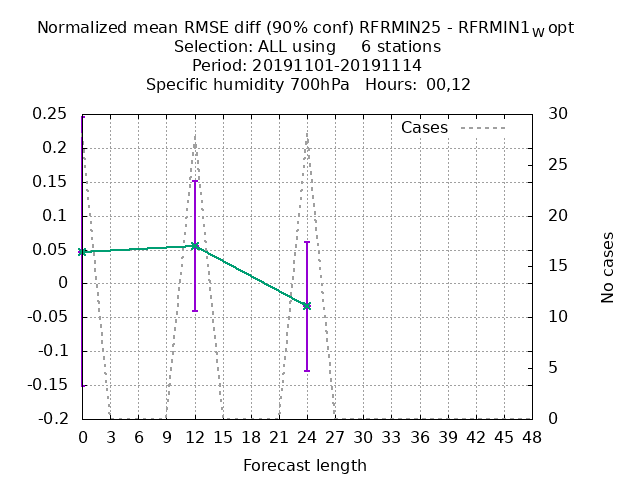 Normalized mean RMSE diff (90% conf) RFRMIN25 - RFRMIN1W opt
Selection: ALL using 6 stations
Period: 20191101-20191114
Specific humidity 700hPa Hours: 00,12
Cases
0.25
0.2
0.15
0.1
0.05
0
-0.05
-0.1
-0.15
-0.2
30
25
20
15
10
5
0
No cases
0 3 6 9 12 15 18 21 24 27 30 33 36 39 42 45 48
Forecast length